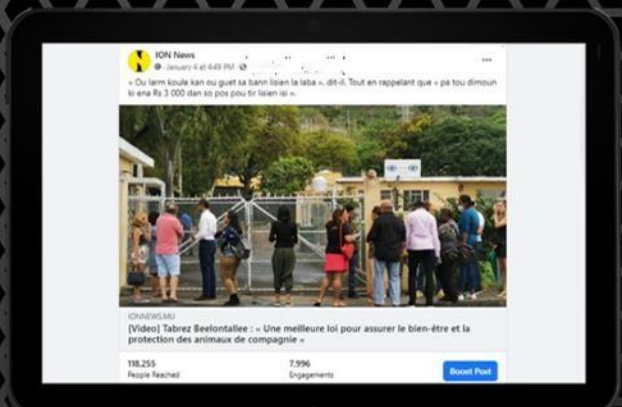 ION News
January 4 at 4:49 PM
« Ou larm koule kan ou guet sa bann lisien la laba », dit-il. Tout en rappelant que « pa tou dimoun
ki ena Rs 3 000 dan so pos pou tir lisien isi ».
IONNEWS.MU
[Video] Tabrez Beelontallee : « Une meilleure loi pour assurer le bien-être et la
protection des animaux de compagnie »
118,255
7,996
People Reached
Engagements
Boost Post